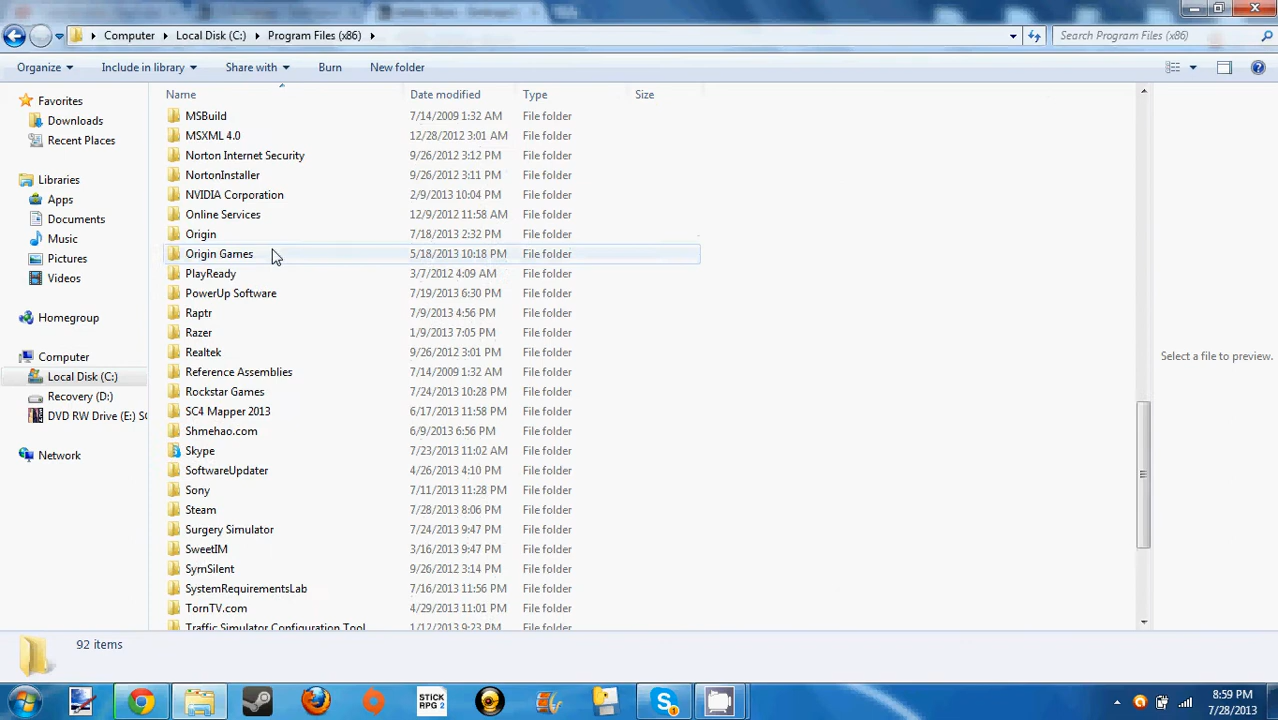 Computer Local Disk (C:) Program Files (x86) Search Program Files (x86)
Organize Include in library Share with Burn New folder
Name Date modified Type Size
Favorites
Downloads
Recent Places
Libraries
Apps
Documents
Music
Pictures
Videos
Homegroup
Computer
Local Disk (C:)
Recovery (D:)
DVD RW Drive (E:) SC
Network
MSBuild 7/14/2009 1:32 AM File folder
MSXML 4.0 12/28/2012 3:01 AM File folder
Norton Internet Security 9/26/2012 3:12 PM File folder
NortonInstaller 9/26/2012 3:11 PM File folder
NVIDIA Corporation 2/9/2013 10:04 PM File folder
Online Services 12/9/2012 11:58 AM File folder
Origin 7/18/2013 2:32 PM File folder
Origin Games 5/18/2013 10:18 PM File folder
PlayReady 3/7/2012 4:09 AM File folder
PowerUp Software 7/19/2013 6:30 PM File folder
Raptr 7/9/2013 4:56 PM File folder
Razer 1/9/2013 7:05 PM File folder
Realtek 9/26/2012 3:01 PM File folder
Reference Assemblies 7/14/2009 1:32 AM File folder
Rockstar Games 7/24/2013 10:28 PM File folder
SC4 Mapper 2013 6/17/2013 11:58 PM File folder
Shmehao.com 6/9/2013 6:56 PM File folder
Skype 7/23/2013 11:02 AM File folder
SoftwareUpdater 4/26/2013 4:10 PM File folder
Sony 7/11/2013 11:28 PM File folder
Steam 7/28/2013 8:06 PM File folder
Surgery Simulator 7/24/2013 9:47 PM File folder
SweetIM 3/16/2013 9:47 PM File folder
SymSilent 9/26/2012 3:14 PM File folder
SystemRequirementsLab 7/16/2013 11:56 PM File folder
TornTV.com 4/29/2013 11:01 PM File folder
Traffic Simulator Configuration Tool 1/12/2013 9:23 PM File folder
Select a file to preview.
92 items
STICK
RPG 2
8:59 PM
7/28/2013